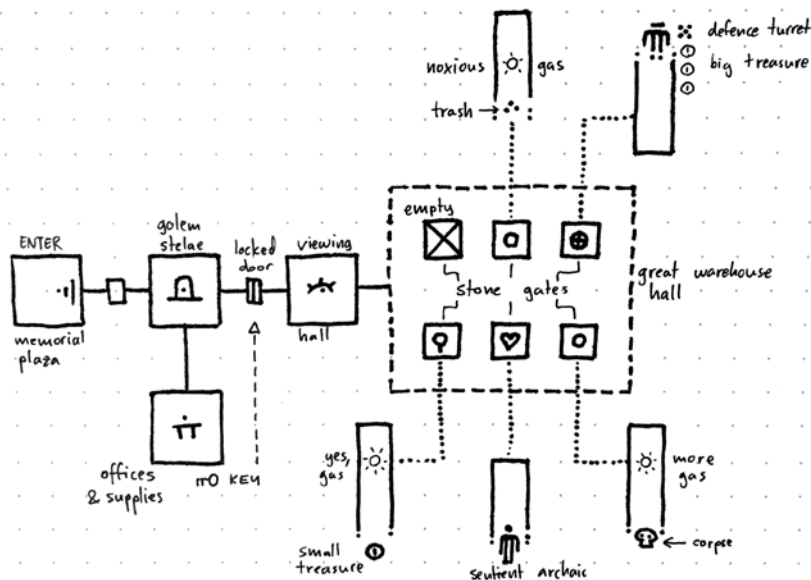 noxious
gas
trash
defence turret
big treasure
empty
stone gates
great warehouse
hall
ENTER
memorial
plaza
golem
stelae
locked
door
viewing
hall
offices
& supplies
KEY
yes,
gas
small
treasure
sentient archaic
more
gas
corpse